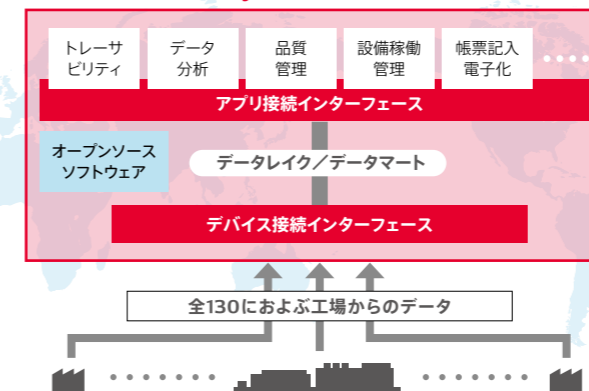 トレーサ
ビリティ
データ
分析
品質
管理
設備稼働
管理
帳票記入
電子化
アプリ接続インターフェース
オープンソース
ソフトウェア
データレイク／データマート
デバイス接続インターフェース
全130におよぶ工場からのデータ